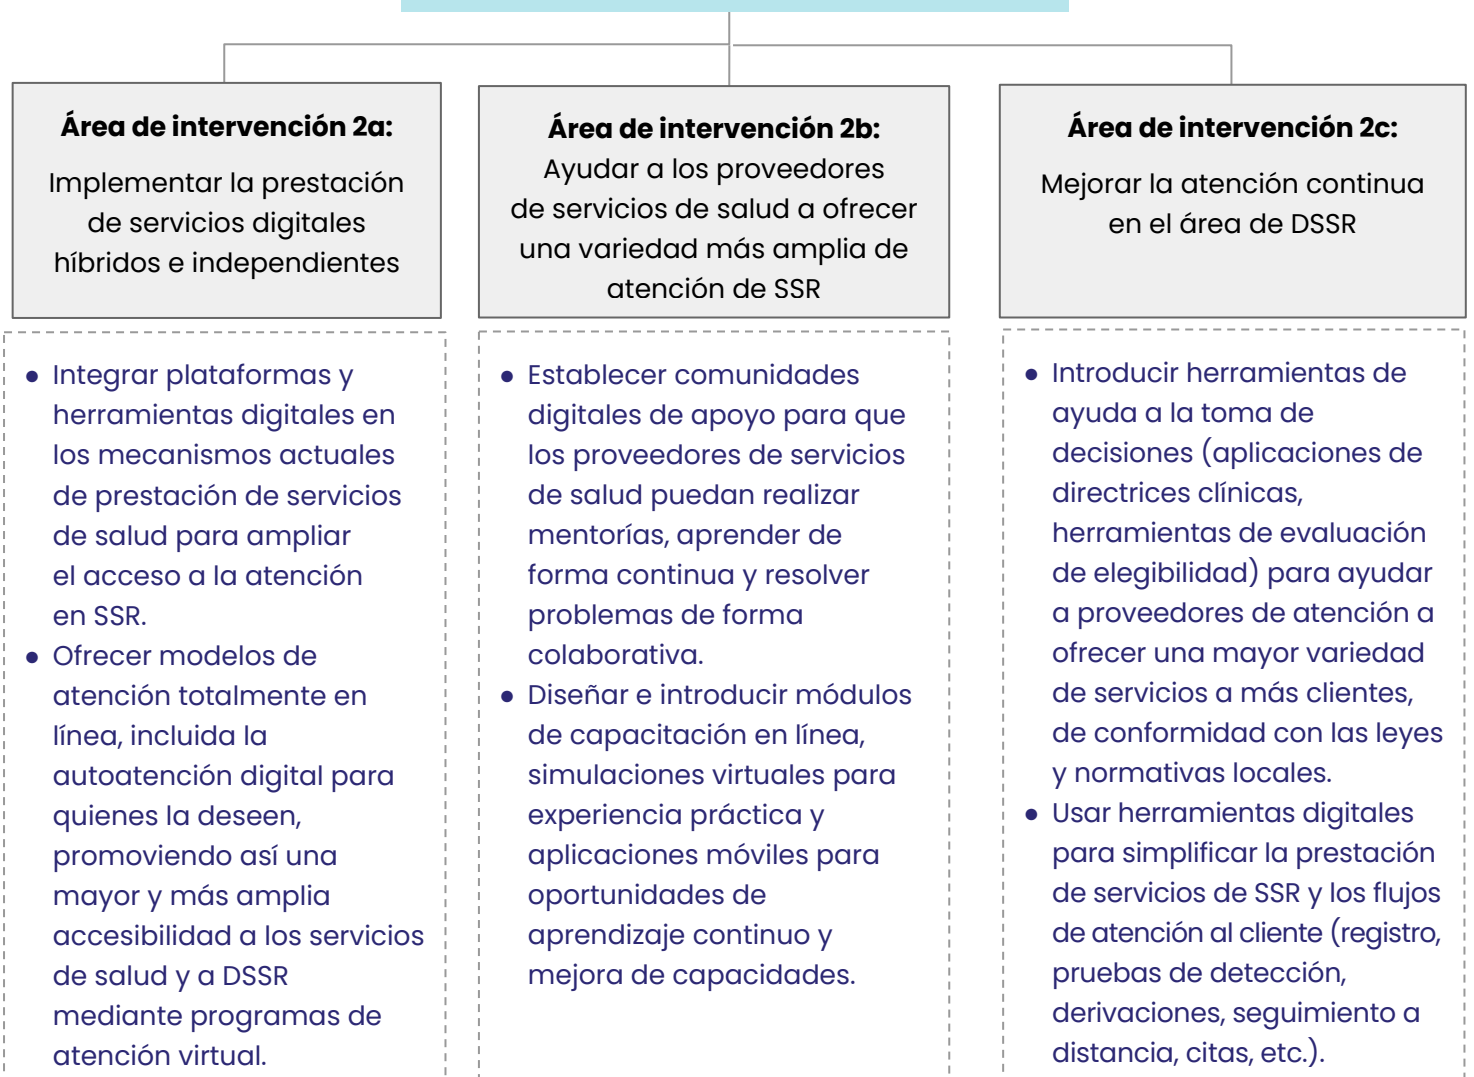 Área de intervención 2a:
Implementar la prestación
de servicios digitales
híbridos e independientes
Área de intervención 2b:
Ayudar a los proveedores
de servicios de salud a ofrecer
una variedad más amplia de
atención de SSR
Área de intervención 2c:
Mejorar la atención continua
en el área de DSSR
● Integrar plataformas y
herramientas digitales en
los mecanismos actuales
de prestación de servicios
de salud para ampliar
el acceso a la atención
en SSR.
● Ofrecer modelos de
atención totalmente en
línea, incluida la
autoatención digital para
quienes la deseen,
promoviendo así una
mayor y más amplia
accesibilidad a los servicios
de salud y a DSSR
mediante programas de
atención virtual.
● Establecer comunidades
digitales de apoyo para que
los proveedores de servicios
de salud puedan realizar
mentorías, aprender de
forma continua y resolver
problemas de forma
colaborativa.
● Diseñar e introducir módulos
de capacitación en línea,
simulaciones virtuales para
experiencia práctica y
aplicaciones móviles para
oportunidades de
aprendizaje continuo y
mejora de capacidades.
● Introducir herramientas de
ayuda a la toma de
decisiones (aplicaciones de
directrices clínicas,
herramientas de evaluación
de elegibilidad) para ayudar
a proveedores de atención a
ofrecer una mayor variedad
de servicios a más clientes,
de conformidad con las leyes
y normativas locales.
● Usar herramientas digitales
para simplificar la prestación
de servicios de SSR y los flujos
de atención al cliente (registro,
pruebas de detección,
derivaciones, seguimiento a
distancia, citas, etc.).